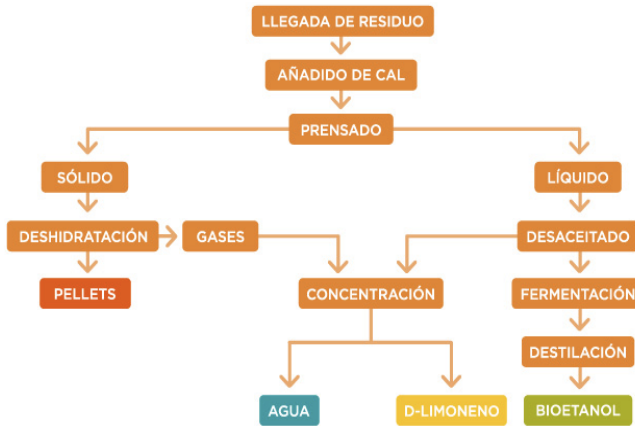 LLEGADA DE RESIDUO
AÑADIDO DE CAL
PRENSADO
SÓLIDO
LÍQUIDO
DESHIDRATACIÓN
GASES
DESACEITADO
PELLETS
CONCENTRACIÓN
FERMENTACIÓN
DESTILACIÓN
AGUA
D-LIMONENO
BIOETANOL